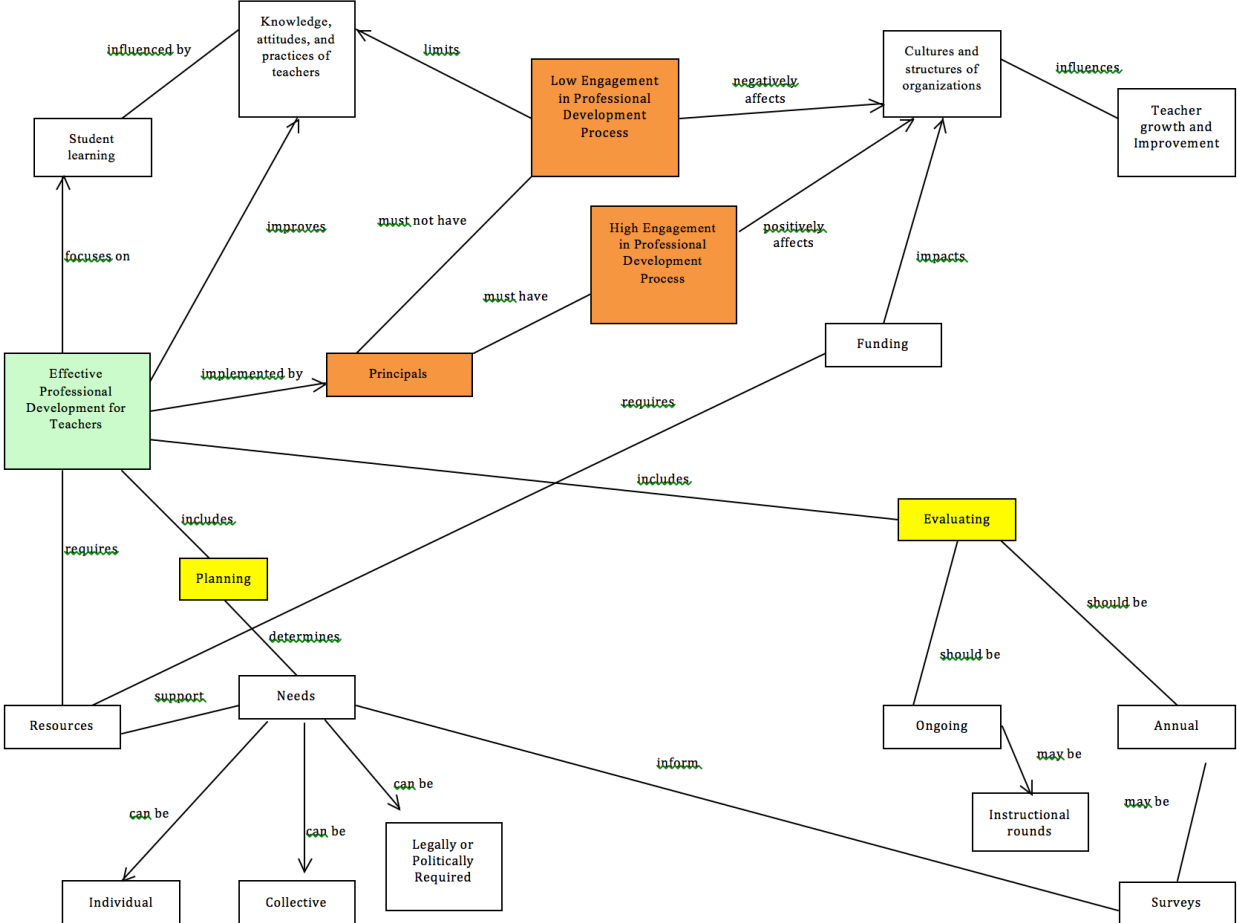 Knowledge,
attitudes, and
practices of
teachers
influenced by
limits
Low Engagement
in Professional
Development
Process
negatively
affects
Cultures and
structures of
organizations
influences
Teacher
growth and
Improvement
Student
learning
focuses on
improves
must not have
High Engagement
in Professional
Development
Process
must have
positively
affects
impacts
Funding
Effective
Professional
Development for
Teachers
implemented by
Principals
requires
includes
Evaluating
includes
requires
Planning
determines
should be
should be
support
Needs
Resources
Ongoing
Annual
inform
may be
may be
can be
can be
can be
Instructional
rounds
Legally or
Politically
Required
Individual
Collective
Surveys